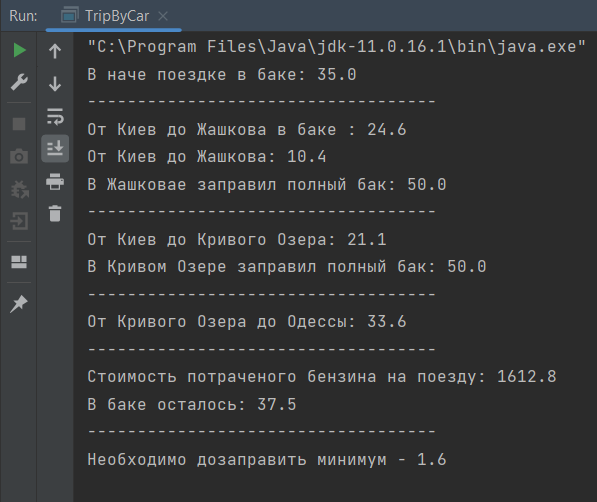 Run: TripByCar
"C:\Program Files\Java\jdk-11.0.16.1\bin\java.exe"
В наче поездке в баке: 35.0
-----------------------------------
От Киев до Жашкова в баке : 24.6
От Киев до Жашкова: 10.4
В Жашковае заправил полный бак: 50.0
-----------------------------------
От Киев до Кривого Озера: 21.1
В Кривом Озере заправил полный бак: 50.0
-----------------------------------
От Кривого Озера до Одессы: 33.6
-----------------------------------
Стоимость потраченого бензина на поезду: 1612.8
В баке осталось: 37.5
-----------------------------------
Необходимо дозаправить минимум - 1.6